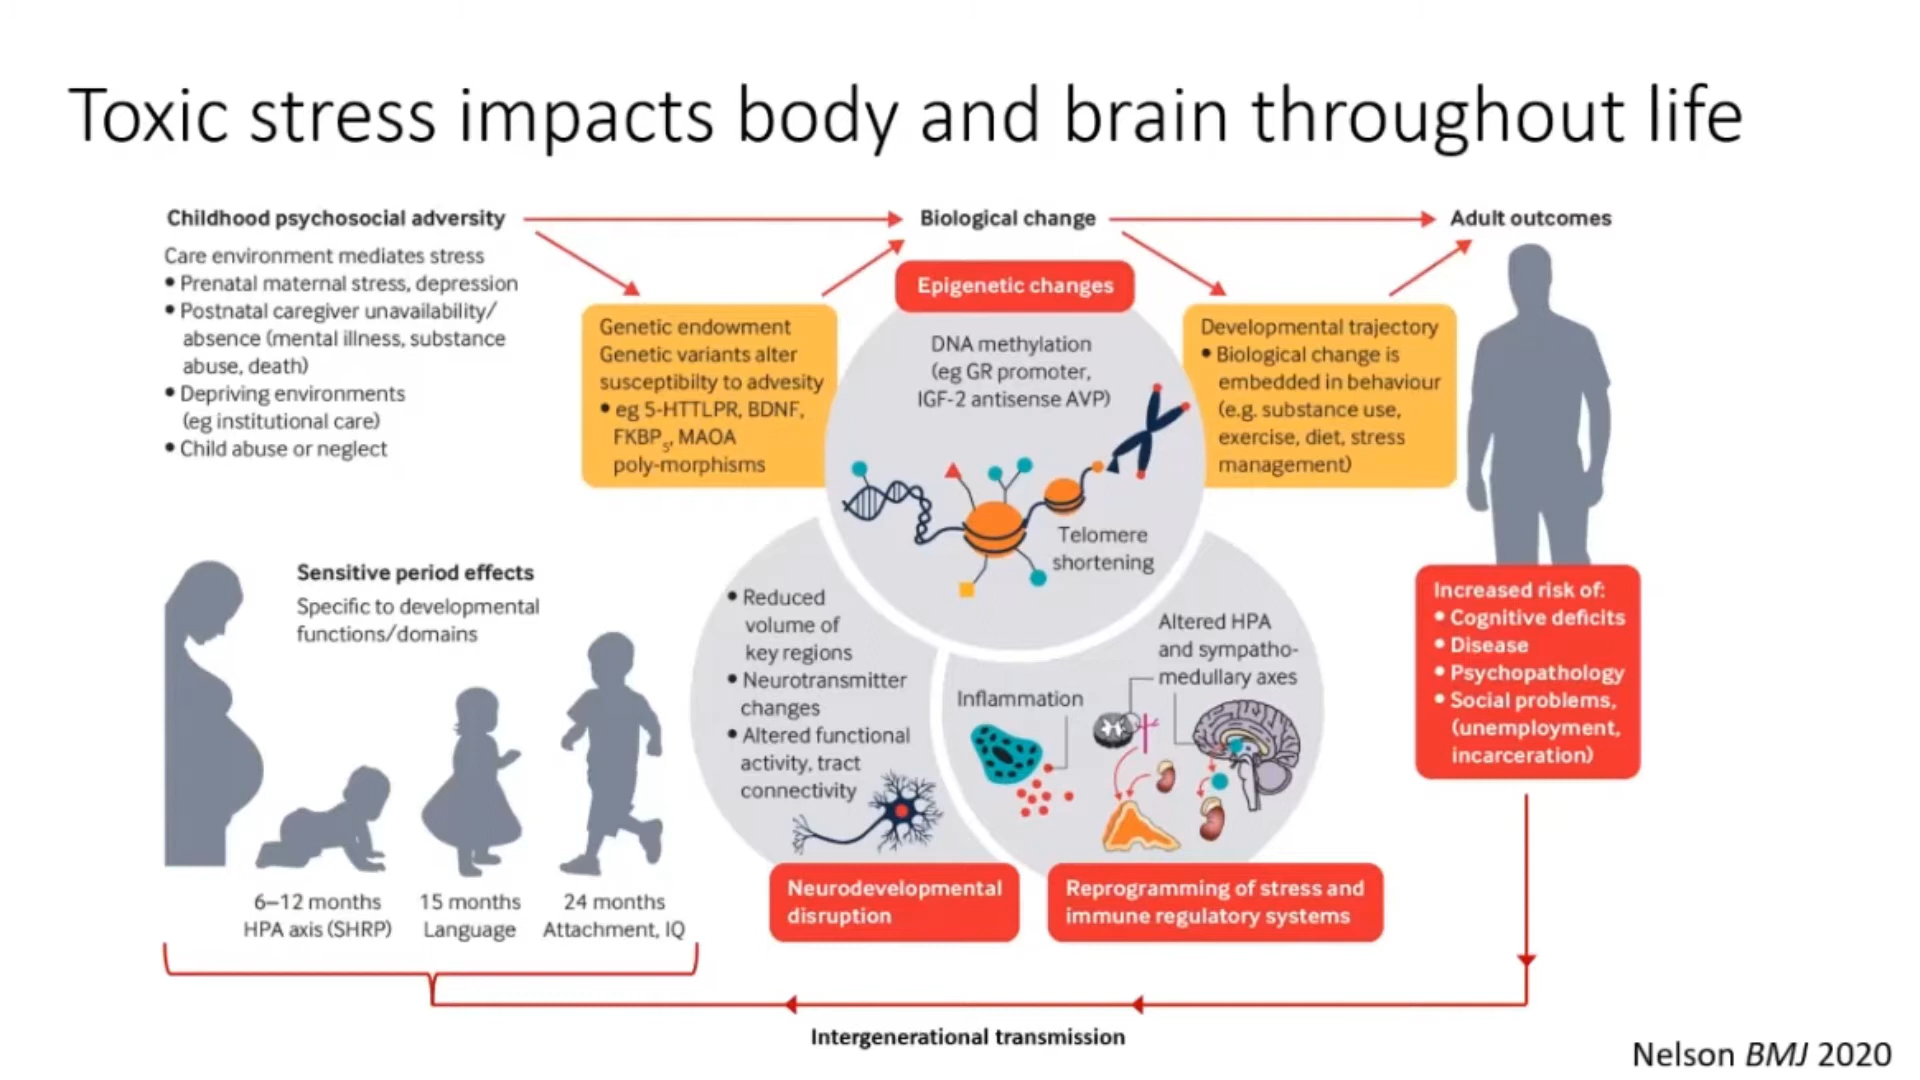 Toxic stress impacts body and brain throughout life
Childhood psychosocial adversity
Biological change
Adult outcomes
Care environment mediates stress
• Prenatal maternal stress, depression
• Postnatal caregiver unavailability/
absence (mental illness, substance
abuse, death)
• Depriving environments
(eg institutional care)
• Child abuse or neglect
Genetic endowment
Genetic variants alter
susceptibilty to advesity
• eg 5-HTTLPR, BDNF,
FKBP5, MAOA
poly-morphisms
Epigenetic changes
DNA methylation
(eg GR promoter,
IGF-2 antisense AVP)
Telomere
shortening
Developmental trajectory
• Biological change is
embedded in behaviour
(e.g. substance use,
exercise, diet, stress
management)
Sensitive period effects
Specific to developmental
functions/domains
6–12 months
HPA axis (SHRP)
15 months
Language
24 months
Attachment, IQ
• Reduced
volume of
key regions
• Neurotransmitter
changes
• Altered functional
activity, tract
connectivity
Neurodevelopmental
disruption
Inflammation
Altered HPA
and sympatho-
medullary axes
Reprogramming of stress and
immune regulatory systems
Increased risk of:
• Cognitive deficits
• Disease
• Psychopathology
• Social problems,
(unemployment,
incarceration)
Intergenerational transmission
Nelson BMJ 2020